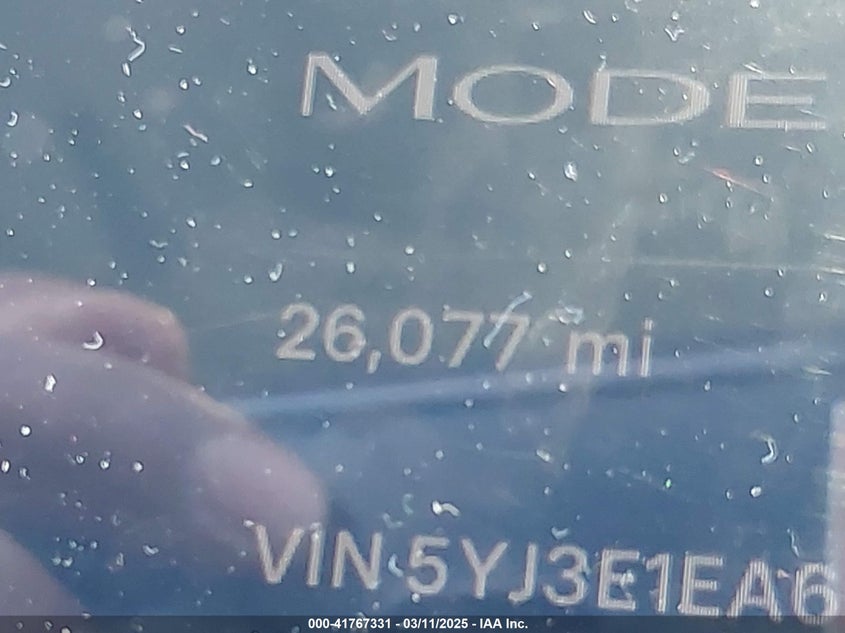 MODE
26,077 mi
VIN 5YJ3E1EA6
000-41767331 - 03/11/2025 - IAA Inc.